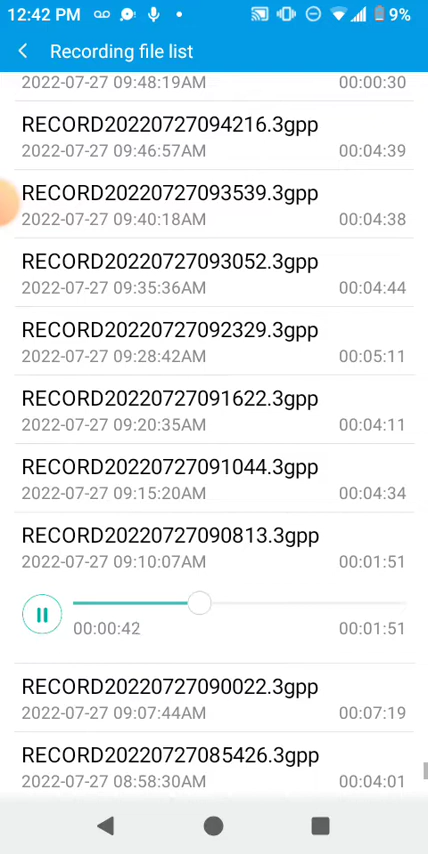 12:42 PM 9%
Recording file list
2022-07-27 09:48:19AM 00:00:30
RECORD20220727094216.3gpp
2022-07-27 09:46:57AM 00:04:39
RECORD20220727093539.3gpp
2022-07-27 09:40:18AM 00:04:38
RECORD20220727093052.3gpp
2022-07-27 09:35:36AM 00:04:44
RECORD20220727092329.3gpp
2022-07-27 09:28:42AM 00:05:11
RECORD20220727091622.3gpp
2022-07-27 09:20:35AM 00:04:11
RECORD20220727091044.3gpp
2022-07-27 09:15:20AM 00:04:34
RECORD20220727090813.3gpp
2022-07-27 09:10:07AM 00:01:51
00:00:42 00:01:51
RECORD20220727090022.3gpp
2022-07-27 09:07:44AM 00:07:19
RECORD20220727085426.3gpp
2022-07-27 08:58:30AM 00:04:01